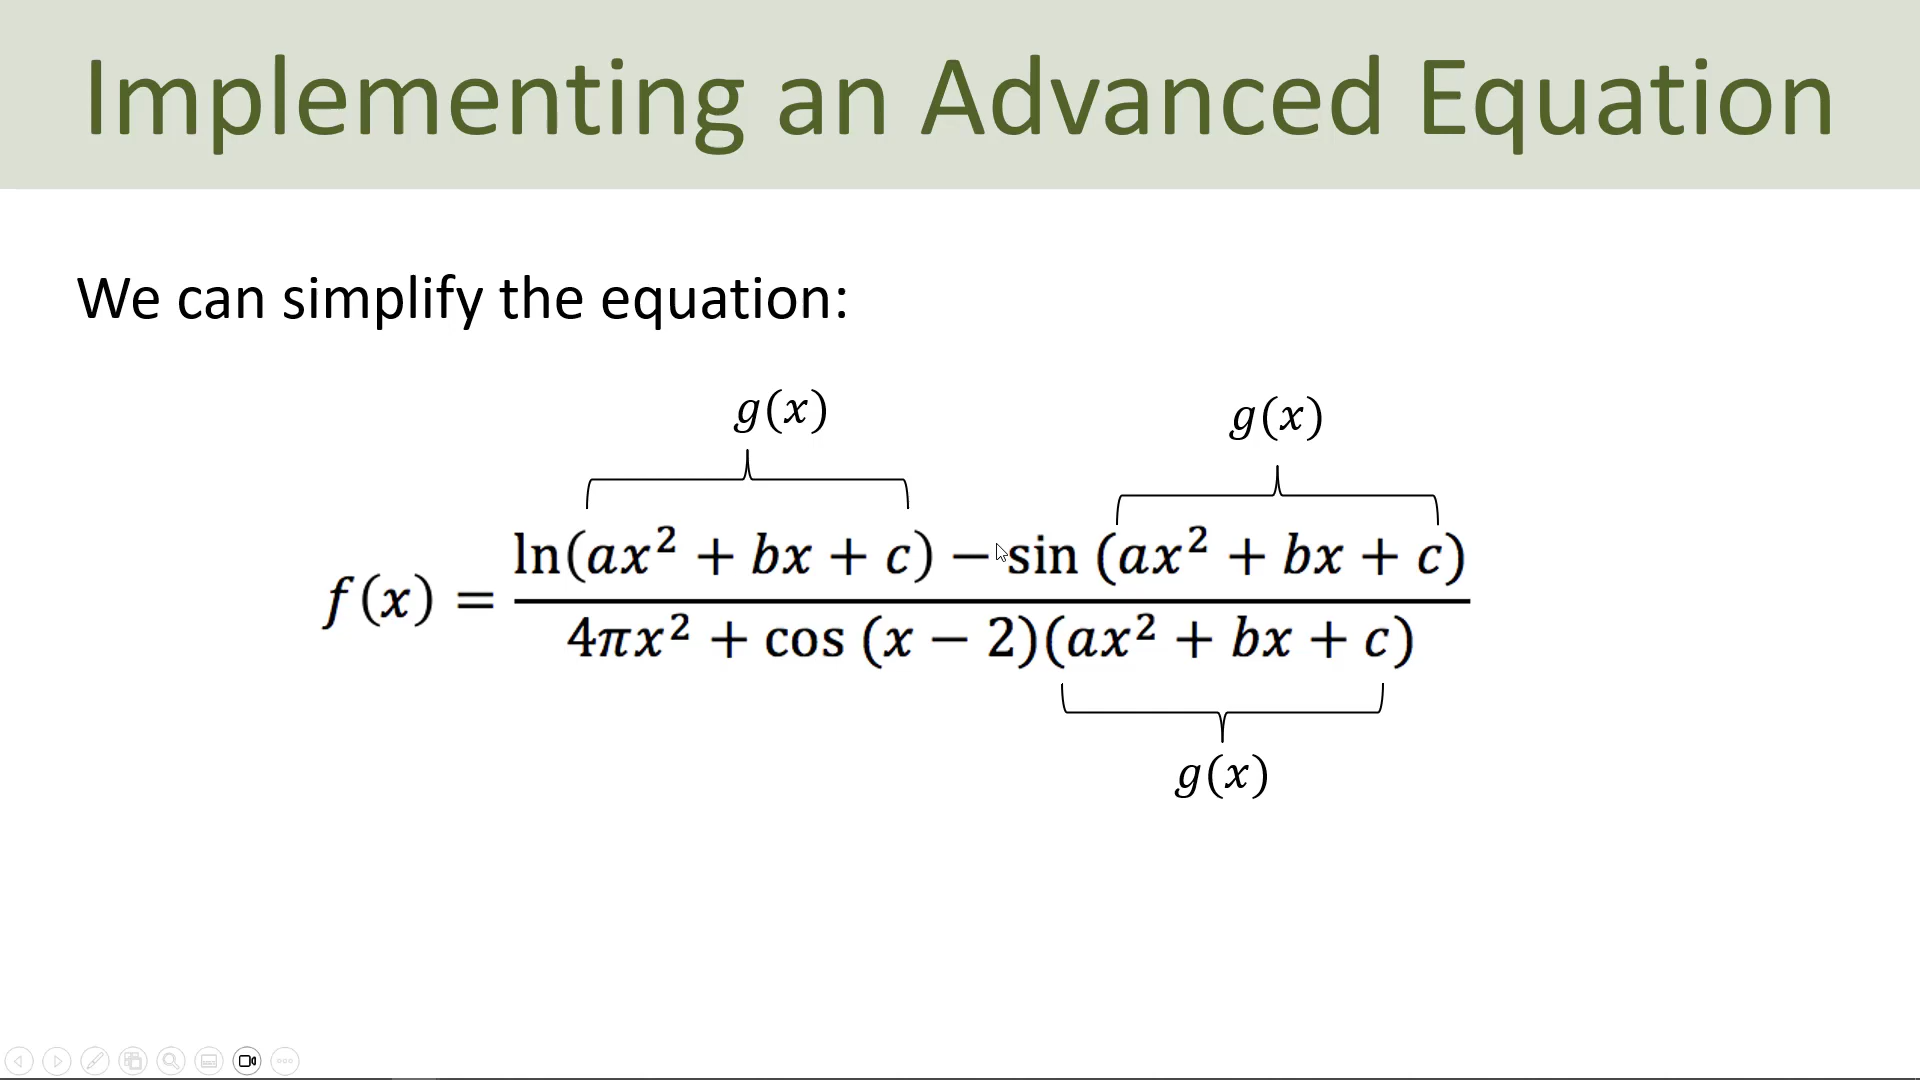 Implementing an Advanced Equation
We can simplify the equation:
g(x) g(x)
ln(ax² + bx + c) − sin (ax² + bx + c)
f(x) =
4πx² + cos (x − 2)(ax² + bx + c)
g(x)